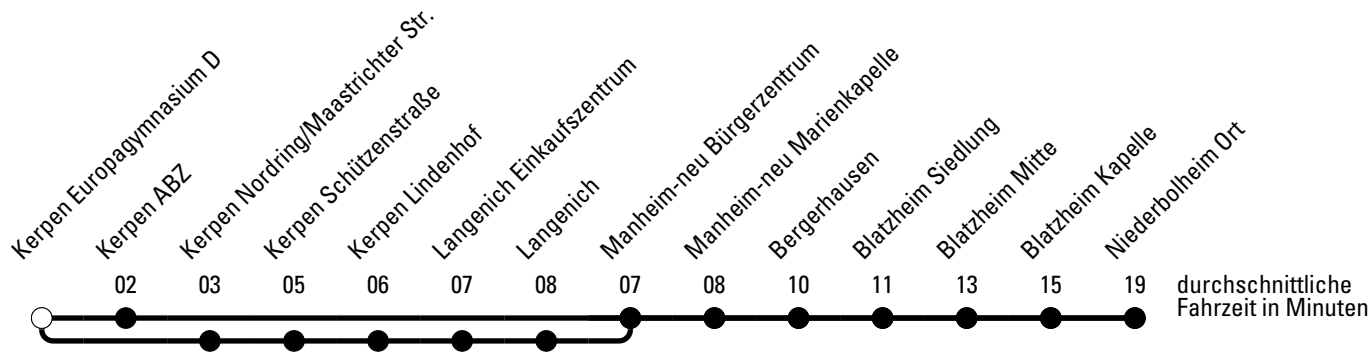 Kerpen Europagymnasium D
Kerpen ABZ
Kerpen Nordring/Maastrichter Str.
Kerpen Schützenstraße
Kerpen Lindenhof
Langenich Einkaufszentrum
Langenich
Manheim-neu Bürgerzentrum
Manheim-neu Marienkapelle
Bergerhausen
Blatzheim Siedlung
Blatzheim Mitte
Blatzheim Kapelle
Niederbolheim Ort
02 03 05 06 07 08 07 08 10 11 13 15 19 durchschnittliche
Fahrzeit in Minuten